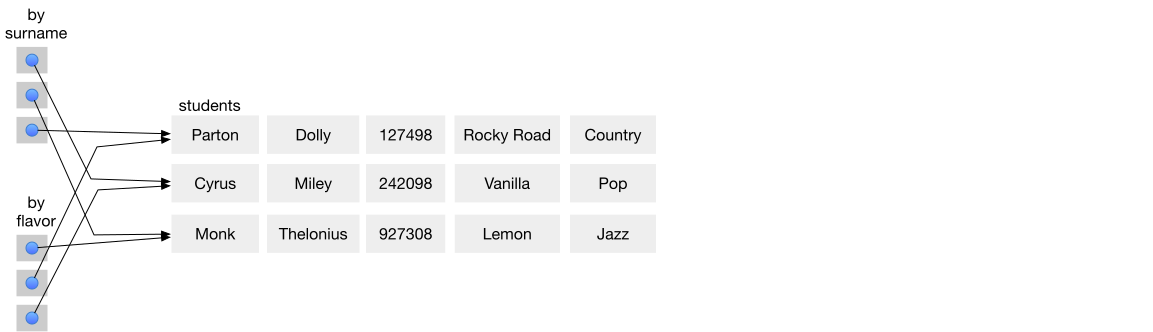 by
surname
students
Parton Dolly 127498 Rocky Road Country
Cyrus Miley 242098 Vanilla Pop
by
flavor
Monk Thelonius 927308 Lemon Jazz